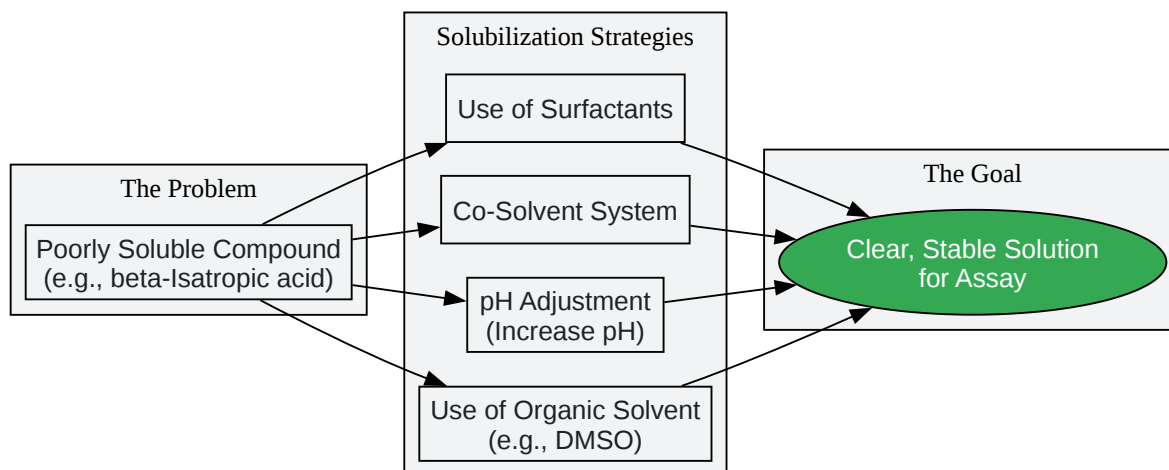 Solubilization Strategies
Use of Surfactants
The Problem
The Goal
Co-Solvent System
Poorly Soluble Compound
(e.g., beta-Isatropic acid)
Clear, Stable Solution
for Assay
pH Adjustment
(Increase pH)
Use of Organic Solvent
(e.g., DMSO)